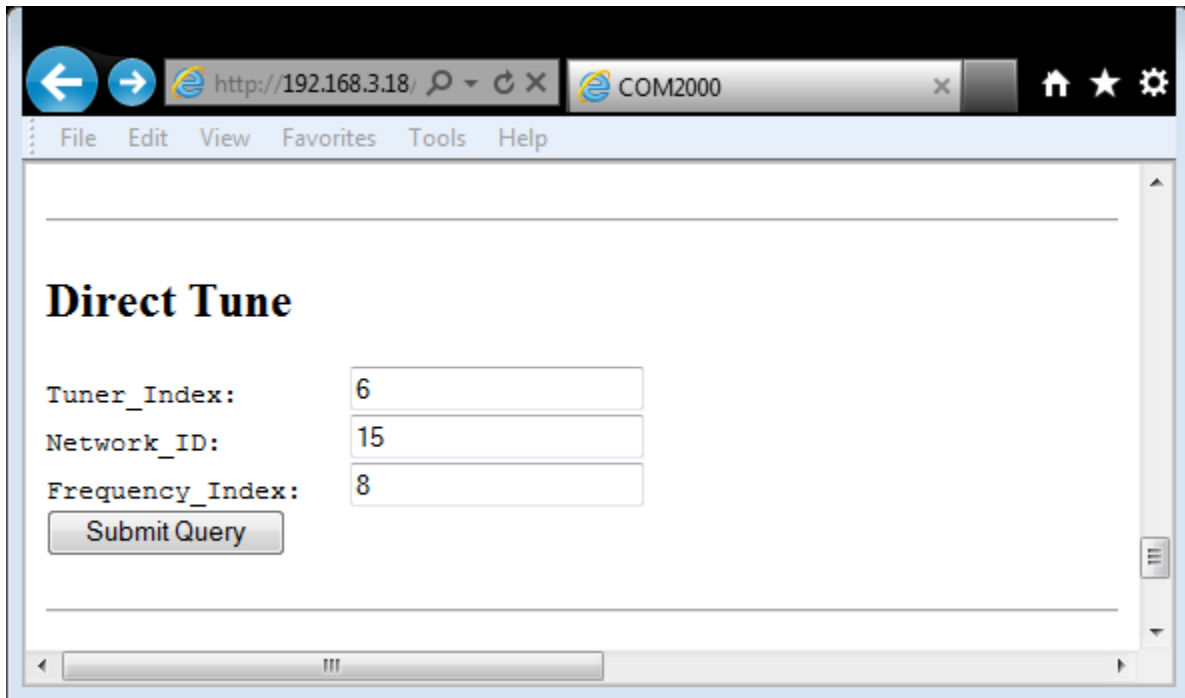 http://192.168.3.18/
COM2000
File Edit View Favorites Tools Help
Direct Tune
Tuner_Index: 6
Network_ID: 15
Frequency_Index: 8
Submit Query